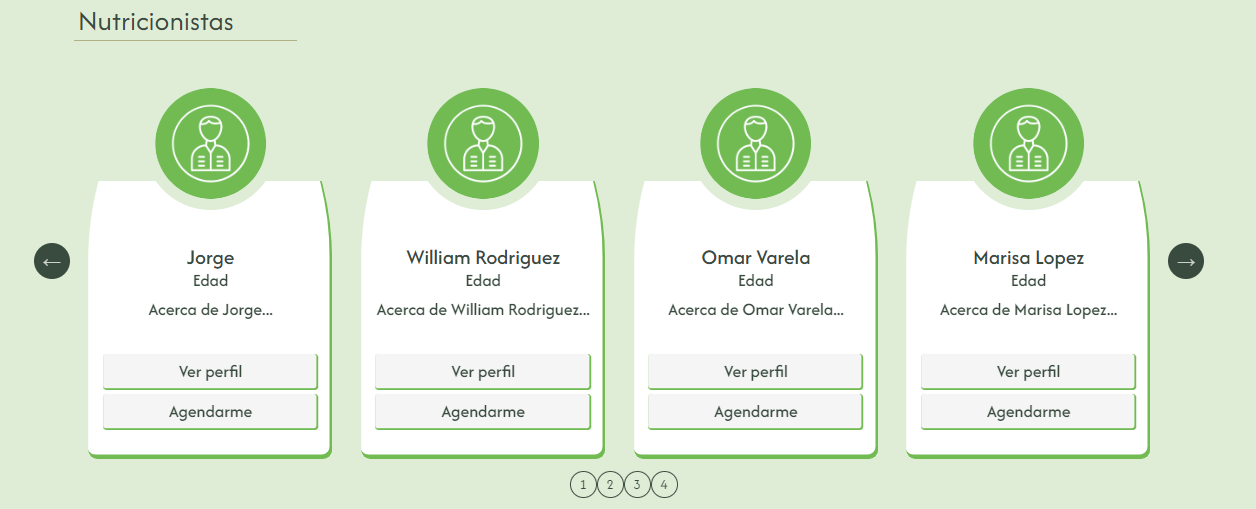 Nutricionistas
Jorge
Edad
Acerca de Jorge...
Ver perfil
Agendarme
William Rodriguez
Edad
Acerca de William Rodriguez...
Ver perfil
Agendarme
Omar Varela
Edad
Acerca de Omar Varela...
Ver perfil
Agendarme
Marisa Lopez
Edad
Acerca de Marisa Lopez...
Ver perfil
Agendarme
←
→
1 2 3 4